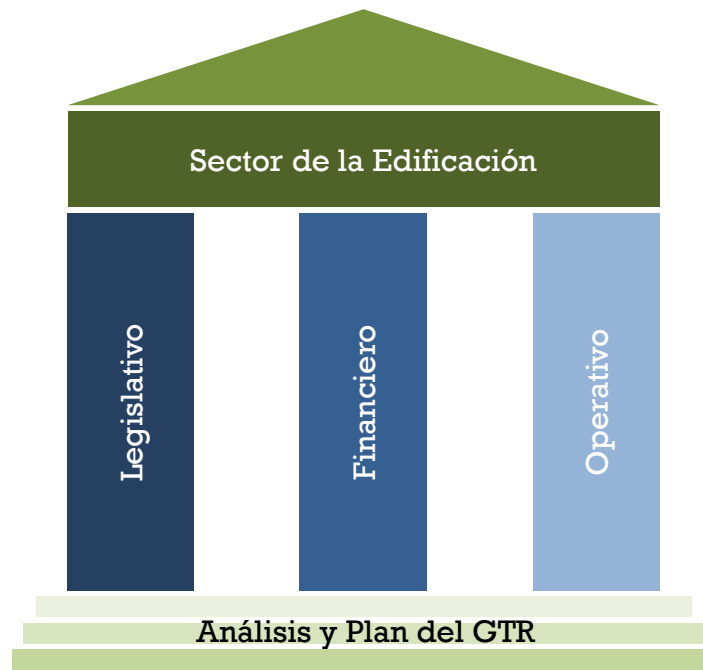 Sector de la Edificación
Legislativo
Financiero
Operativo
Análisis y Plan del GTR